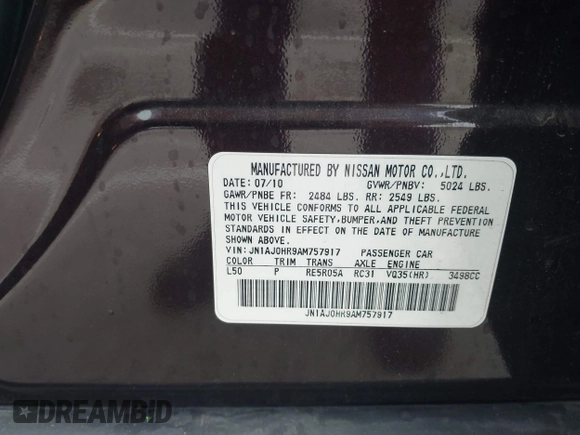 MANUFACTURED BY NISSAN MOTOR CO.,LTD.
DATE: 07/10 GVWR/PNBV: 5024 LBS.
GAWR/PNBE FR: 2484 LBS. RR: 2549 LBS.
THIS VEHICLE CONFORMS TO ALL APPLICABLE FEDERAL
MOTOR VEHICLE SAFETY,BUMPER,AND THEFT PREVENTION
STANDARDS IN EFFECT ON THE DATE OF MANUFACTURE
SHOWN ABOVE.
VIN: JN1AJ0HR9AM757917 PASSENGER CAR
COLOR TRIM TRANS AXLE ENGINE
L50 P RE5R05A RC31 VQ35(HR) 3498CC
JN1AJ0HR9AM757917
DREAMBID